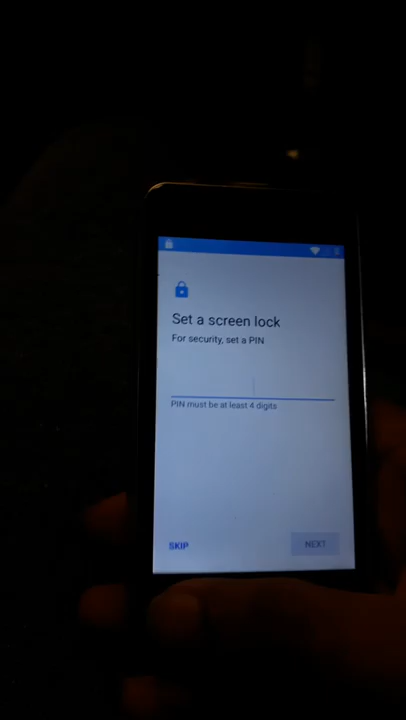 Set a screen lock
For security, set a PIN
PIN must be at least 4 digits
SKIP
NEXT